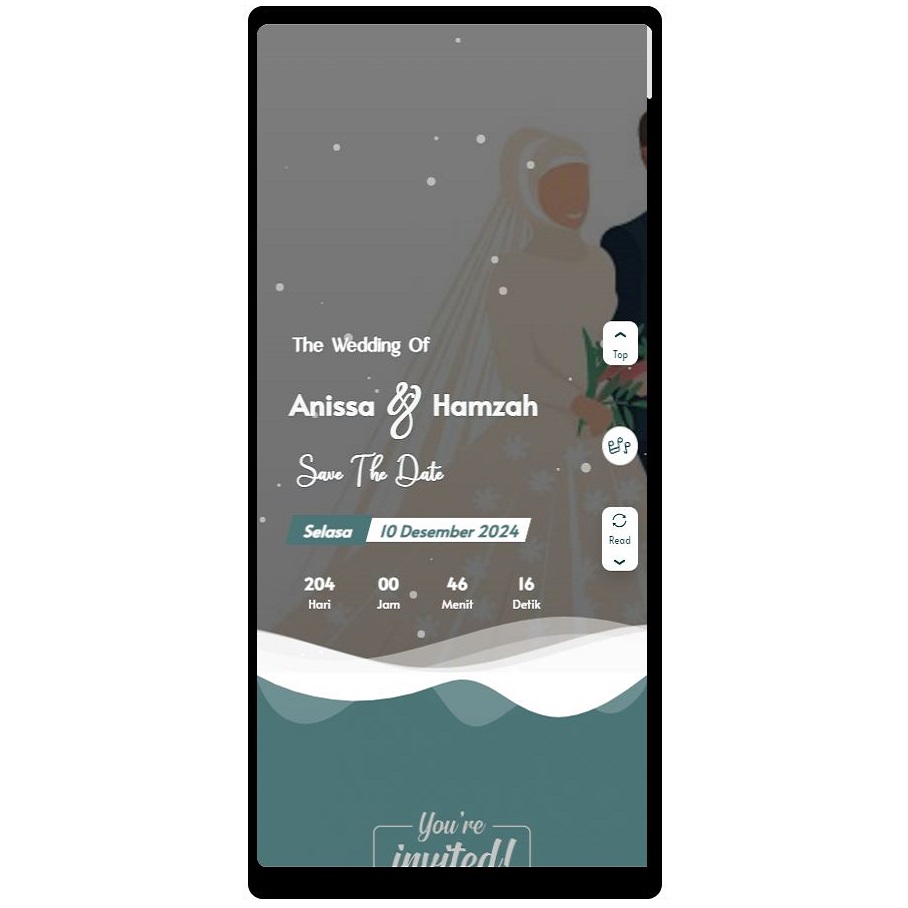 The Wedding Of
Anissa & Hamzah
Save The Date
Selasa 10 Desember 2024
204 00 46 16
Hari Jam Menit Detik
Top
Read
You're
invited!